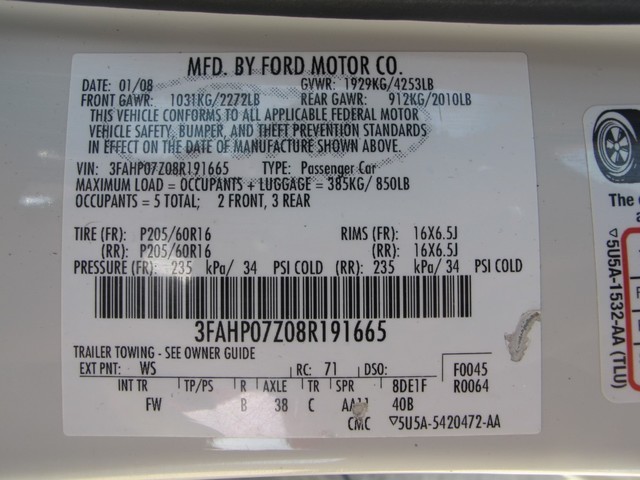 MFD. BY FORD MOTOR CO.
DATE: 01/08 GVWR: 1929KG/4253LB
FRONT GAWR: 1031KG/2272LB REAR GAWR: 912KG/2010LB
THIS VEHICLE CONFORMS TO ALL APPLICABLE FEDERAL MOTOR
VEHICLE SAFETY, BUMPER, AND THEFT PREVENTION STANDARDS
IN EFFECT ON THE DATE OF MANUFACTURE SHOWN ABOVE.
VIN: 3FAHP07Z08R191665 TYPE: Passenger Car
MAXIMUM LOAD = OCCUPANTS + LUGGAGE = 385KG/ 850LB
OCCUPANTS = 5 TOTAL; 2 FRONT, 3 REAR
TIRE (FR): P205/60R16 RIMS (FR): 16X6.5J
(RR): P205/60R16 (RR): 16X6.5J
PRESSURE (FR): 235 kPa/ 34 PSI COLD (RR): 235 kPa/ 34 PSI COLD
3FAHP07Z08R191665
TRAILER TOWING - SEE OWNER GUIDE
EXT PNT: WS RC: 71 DSO: F0045
INT TR TP/PS R AXLE TR SPR 8DE1F R0064
FW B 38 C 40B
CMC ▽5U5A-5420472-AA
The
▽5U5A-1532-AA (TLU)